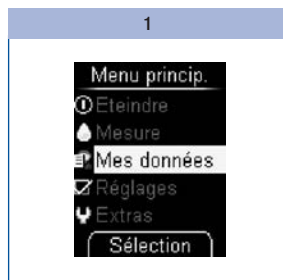 1
Menu princip.
Eteindre
Mesure
Mes données
Réglages
Extras
Sélection